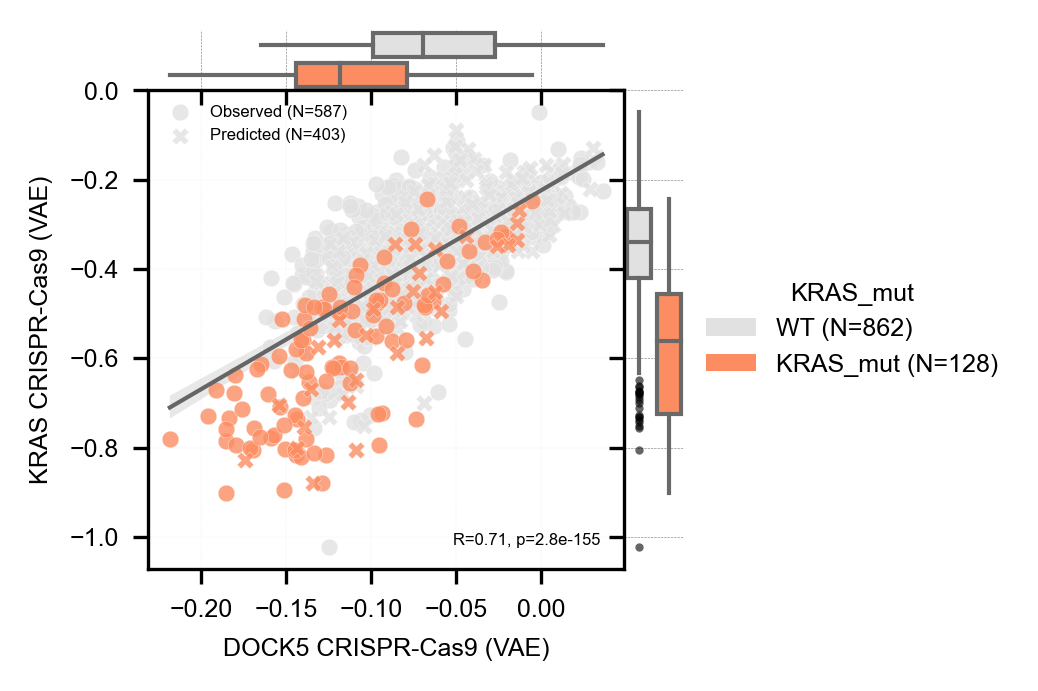 0.0
−0.2
−0.4
−0.6
−0.8
−1.0
KRAS CRISPR-Cas9 (VAE)
Observed (N=587)
Predicted (N=403)
R=0.71, p=2.8e-155
−0.20 −0.15 −0.10 −0.05 0.00
DOCK5 CRISPR-Cas9 (VAE)
KRAS_mut
WT (N=862)
KRAS_mut (N=128)